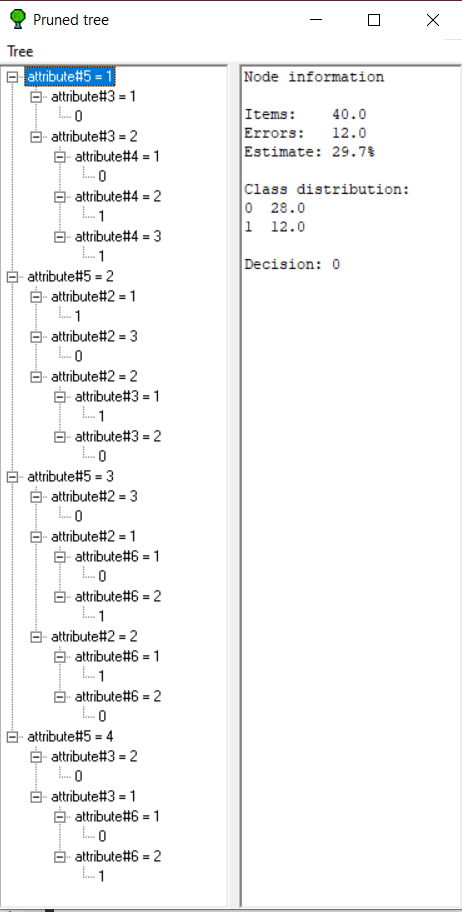 Pruned tree
Tree
attribute#5 = 1
attribute#3 = 1
0
attribute#3 = 2
attribute#4 = 1
0
attribute#4 = 2
1
attribute#4 = 3
1
attribute#5 = 2
attribute#2 = 1
1
attribute#2 = 3
0
attribute#2 = 2
attribute#3 = 1
1
attribute#3 = 2
0
attribute#5 = 3
attribute#2 = 3
0
attribute#2 = 1
attribute#6 = 1
0
attribute#6 = 2
1
attribute#2 = 2
attribute#6 = 1
1
attribute#6 = 2
0
attribute#5 = 4
attribute#3 = 2
0
attribute#3 = 1
attribute#6 = 1
0
attribute#6 = 2
1
Node information
Items: 40.0
Errors: 12.0
Estimate: 29.7%
Class distribution:
0 28.0
1 12.0
Decision: 0